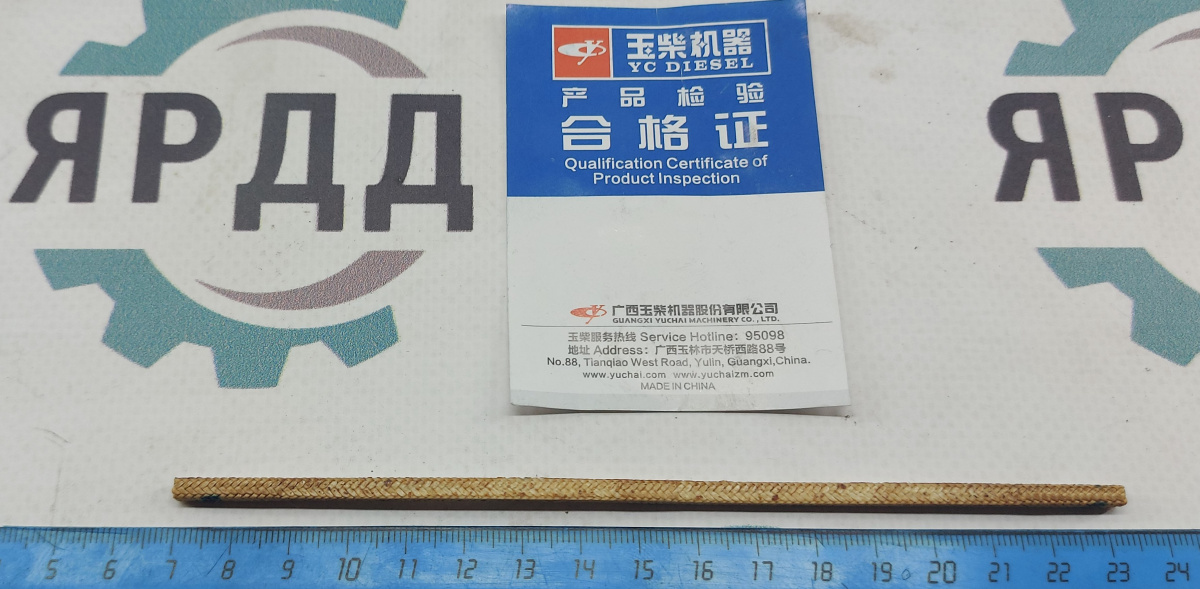 ЯРДД
ЯР
玉柴机器
YC DIESEL
产品检验
合格证
Qualification Certificate of
Product Inspection
广西玉柴机器股份有限公司
GUANGXI YUCHAI MACHINERY CO., LTD.
玉柴服务热线 Service Hotline: 95098
地址 Address: 广西玉林市天桥西路88号
No.88, Tianqiao West Road, Yulin, Guangxi,China.
www.yuchai.com www.yuchaizm.com
MADE IN CHINA
5 6 7 8 9 10 11 12 13 14 15 16 17 18 19 20 21 22 23 24